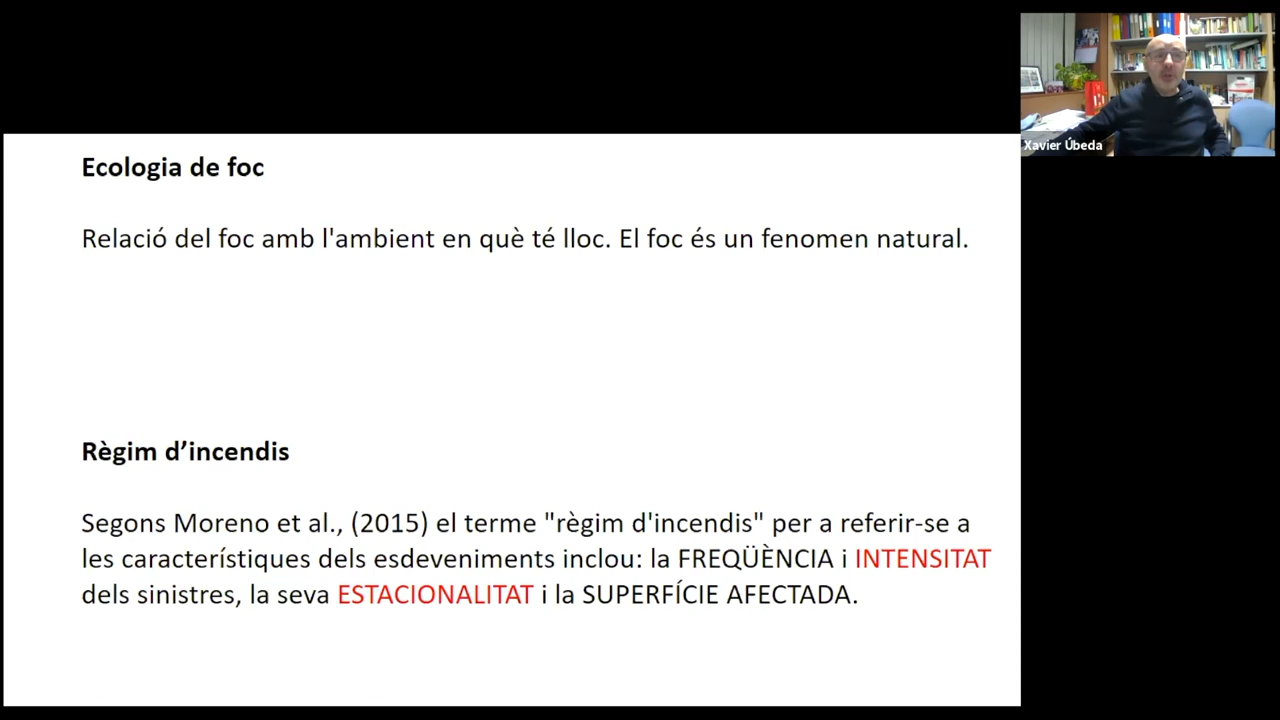 Ecologia de foc
Relació del foc amb l'ambient en què té lloc. El foc és un fenomen natural.
Règim d’incendis
Segons Moreno et al., (2015) el terme "règim d'incendis" per a referir-se a
les característiques dels esdeveniments inclou: la FREQÜÈNCIA i INTENSITAT
dels sinistres, la seva ESTACIONALITAT i la SUPERFÍCIE AFECTADA.
Xavier Úbeda